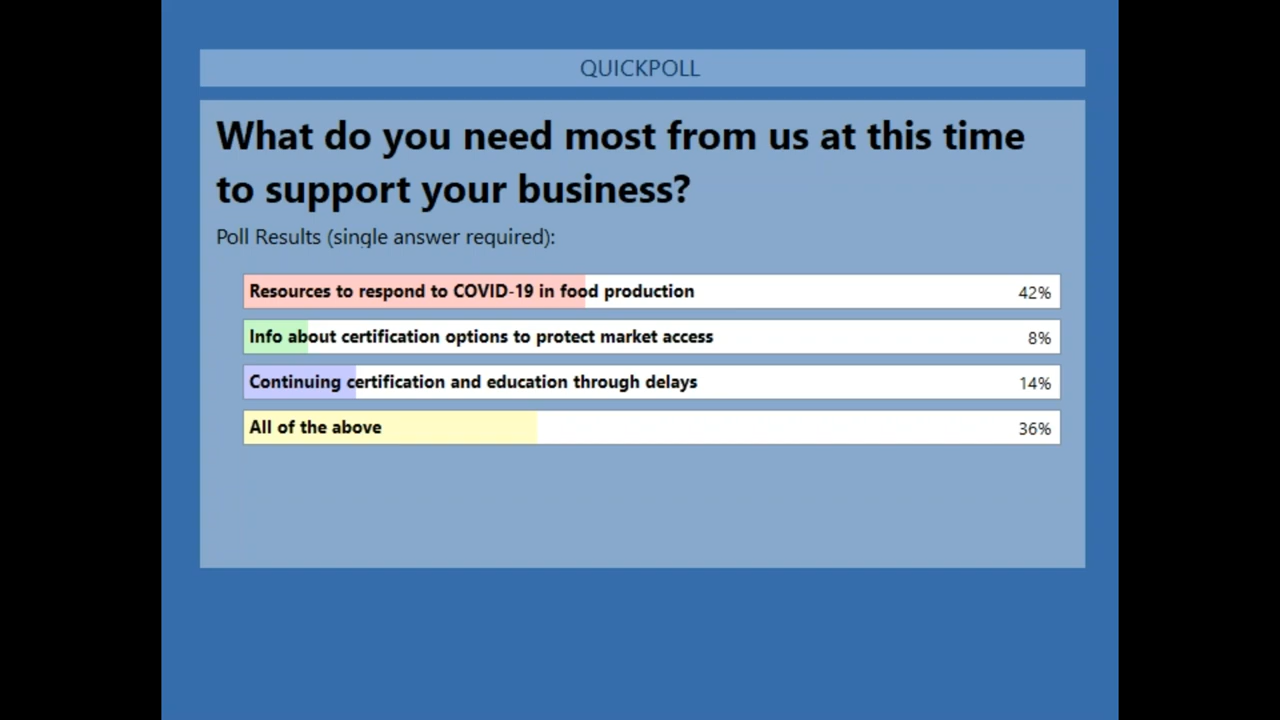 QUICKPOLL
What do you need most from us at this time
to support your business?
Poll Results (single answer required):
Resources to respond to COVID-19 in food production 42%
Info about certification options to protect market access 8%
Continuing certification and education through delays 14%
All of the above 36%